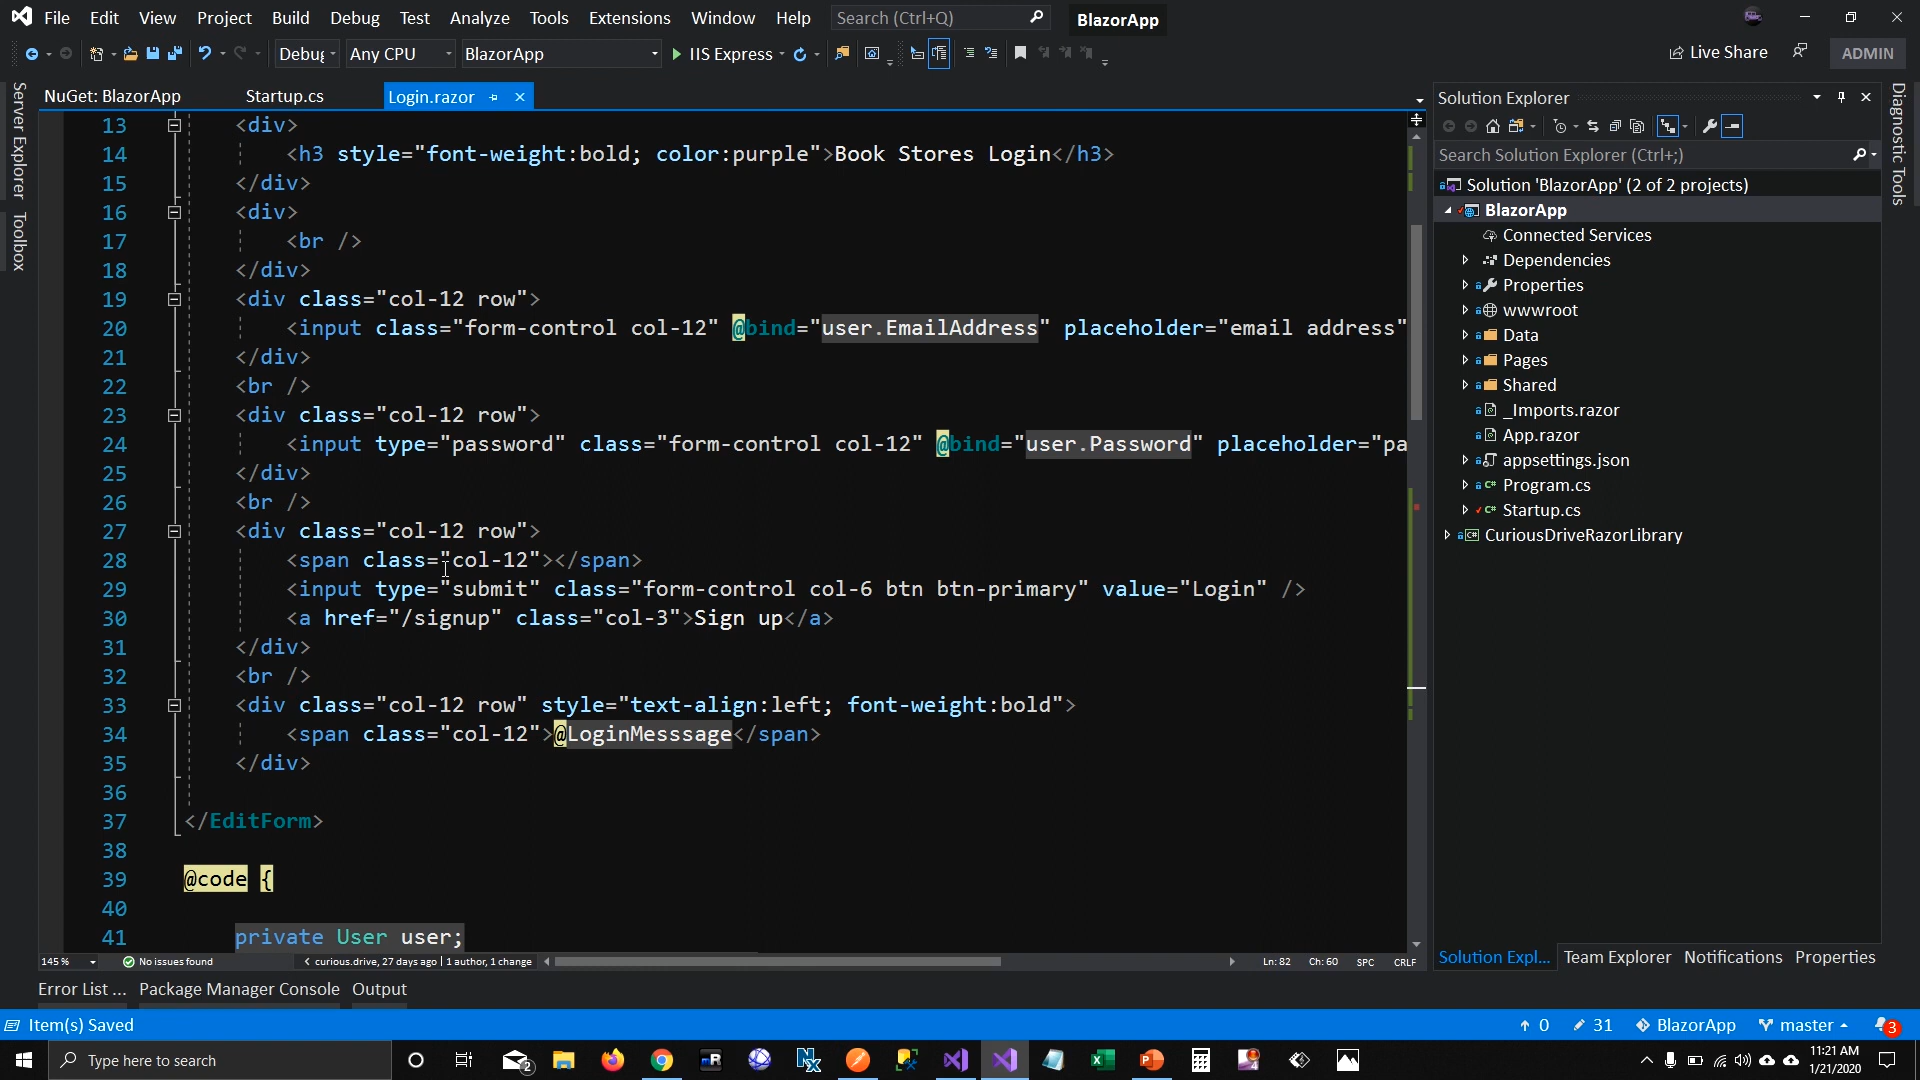 File Edit View Project Build Debug Test Analyze Tools Extensions Window Help Search (Ctrl+Q) BlazorApp
Debug Any CPU BlazorApp IIS Express Live Share ADMIN
Server Explorer
Toolbox
NuGet: BlazorApp Startup.cs Login.razor
13 <div>
14 <h3 style="font-weight:bold; color:purple">Book Stores Login</h3>
15 </div>
16 <div>
17 <br />
18 </div>
19 <div class="col-12 row">
20 <input class="form-control col-12" @bind="user.EmailAddress" placeholder="email address"
21 </div>
22 <br />
23 <div class="col-12 row">
24 <input type="password" class="form-control col-12" @bind="user.Password" placeholder="pa
25 </div>
26 <br />
27 <div class="col-12 row">
28 <span class="col-12"></span>
29 <input type="submit" class="form-control col-6 btn btn-primary" value="Login" />
30 <a href="/signup" class="col-3">Sign up</a>
31 </div>
32 <br />
33 <div class="col-12 row" style="text-align:left; font-weight:bold">
34 <span class="col-12">@LoginMesssage</span>
35 </div>
36
37 </EditForm>
38
39 @code {
40
41 private User user;
145 % No issues found < curious.drive, 27 days ago | 1 author, 1 change Ln: 82 Ch: 60 SPC CRLF
Solution Explorer
Search Solution Explorer (Ctrl+;)
Solution 'BlazorApp' (2 of 2 projects)
BlazorApp
Connected Services
Dependencies
Properties
wwwroot
Data
Pages
Shared
_Imports.razor
App.razor
appsettings.json
Program.cs
Startup.cs
CuriousDriveRazorLibrary
Solution Expl... Team Explorer Notifications Properties
Diagnostic Tools
Error List ... Package Manager Console Output
Item(s) Saved 0 31 BlazorApp master 3
Type here to search 2 11:21 AM
1/21/2020